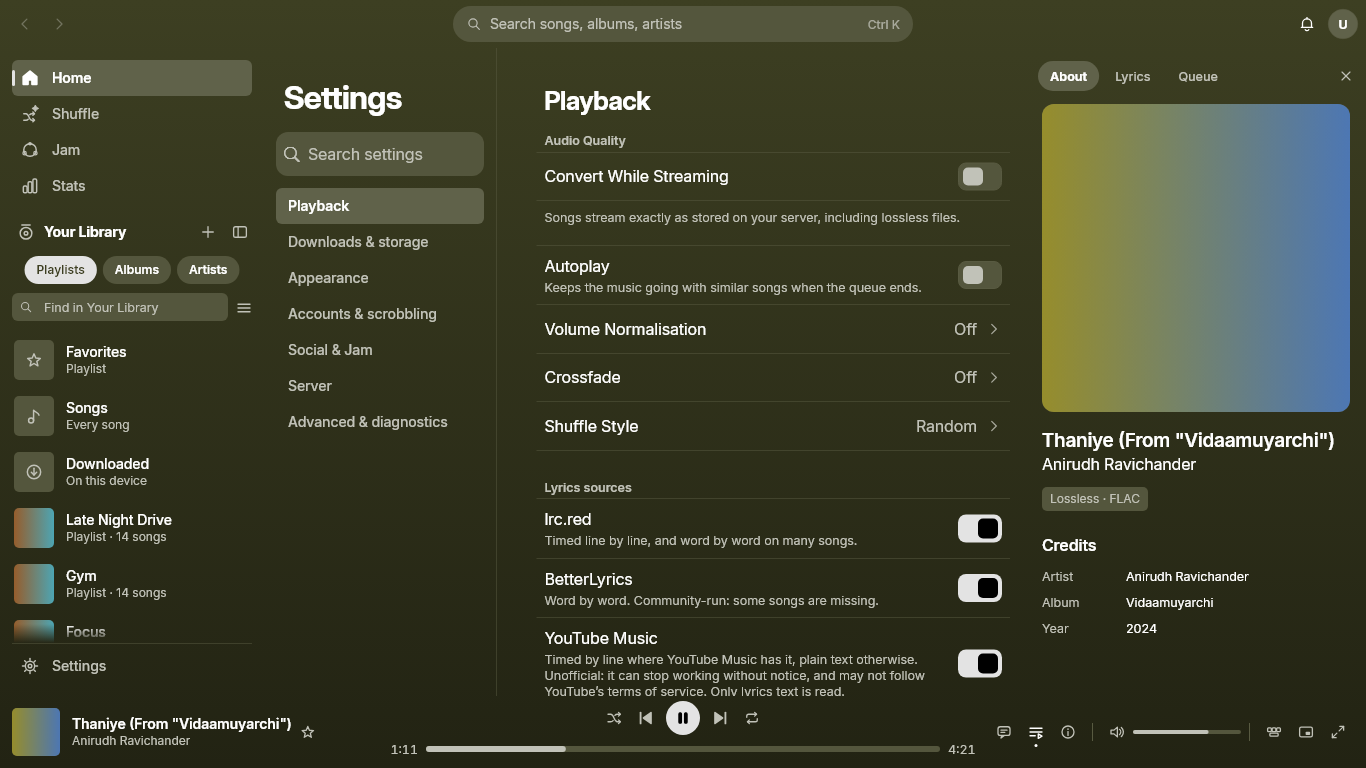 Search songs, albums, artists
Ctrl K
U
Home
Shuffle
Jam
Stats
Your Library
Playlists
Albums
Artists
Find in Your Library
Favorites
Playlist
Songs
Every song
Downloaded
On this device
Late Night Drive
Playlist · 14 songs
Gym
Playlist · 14 songs
Focus
Settings
Settings
Search settings
Playback
Downloads & storage
Appearance
Accounts & scrobbling
Social & Jam
Server
Advanced & diagnostics
Playback
Audio Quality
Convert While Streaming
Songs stream exactly as stored on your server, including lossless files.
Autoplay
Keeps the music going with similar songs when the queue ends.
Volume Normalisation
Off
Crossfade
Off
Shuffle Style
Random
Lyrics sources
lrc.red
Timed line by line, and word by word on many songs.
BetterLyrics
Word by word. Community-run: some songs are missing.
YouTube Music
Timed by line where YouTube Music has it, plain text otherwise.
Unofficial: it can stop working without notice, and may not follow
YouTube's terms of service. Only lyrics text is read.
About
Lyrics
Queue
Thaniye (From "Vidaamuyarchi")
Anirudh Ravichander
Lossless · FLAC
Credits
Artist
Anirudh Ravichander
Album
Vidaamuyarchi
Year
2024
Thaniye (From "Vidaamuyarchi")
Anirudh Ravichander
1:11
4:21